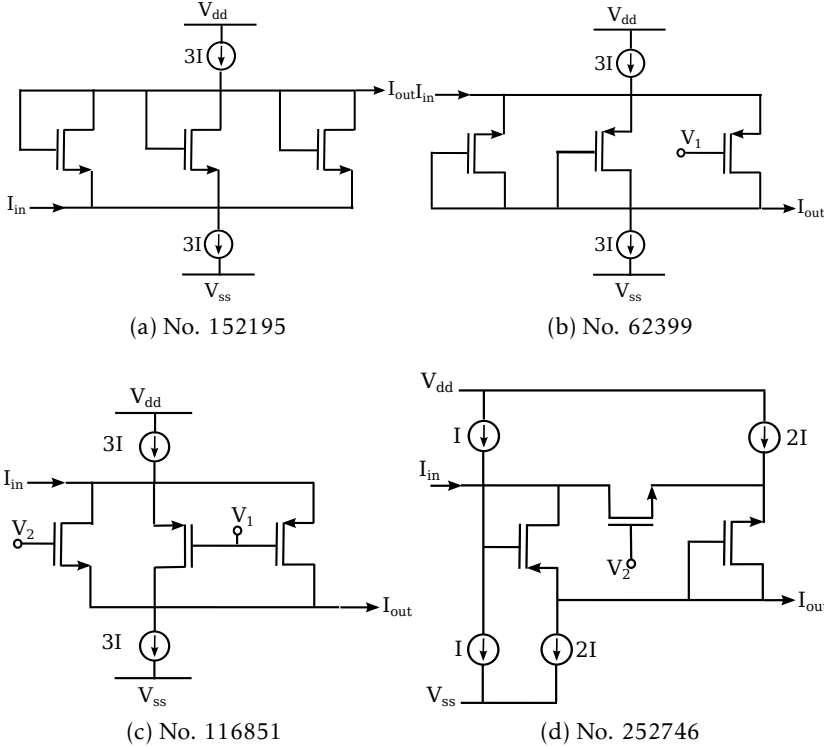 V_dd
3I
I_out
I_in
3I
V_ss
(a) No. 152195
V_dd
3I
I_in
V_1
I_out
3I
V_ss
(b) No. 62399
V_dd
3I
I_in
V_2
V_1
I_out
3I
V_ss
(c) No. 116851
V_dd
I
2I
I_in
V_2
I_out
I
2I
V_ss
(d) No. 252746